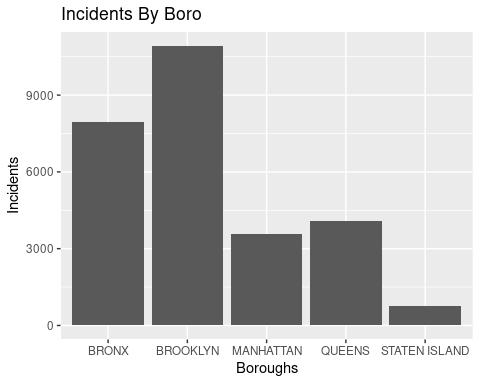 Incidents By Boro
Incidents
9000
6000
3000
0
BRONX BROOKLYN MANHATTAN QUEENS STATEN ISLAND
Boroughs